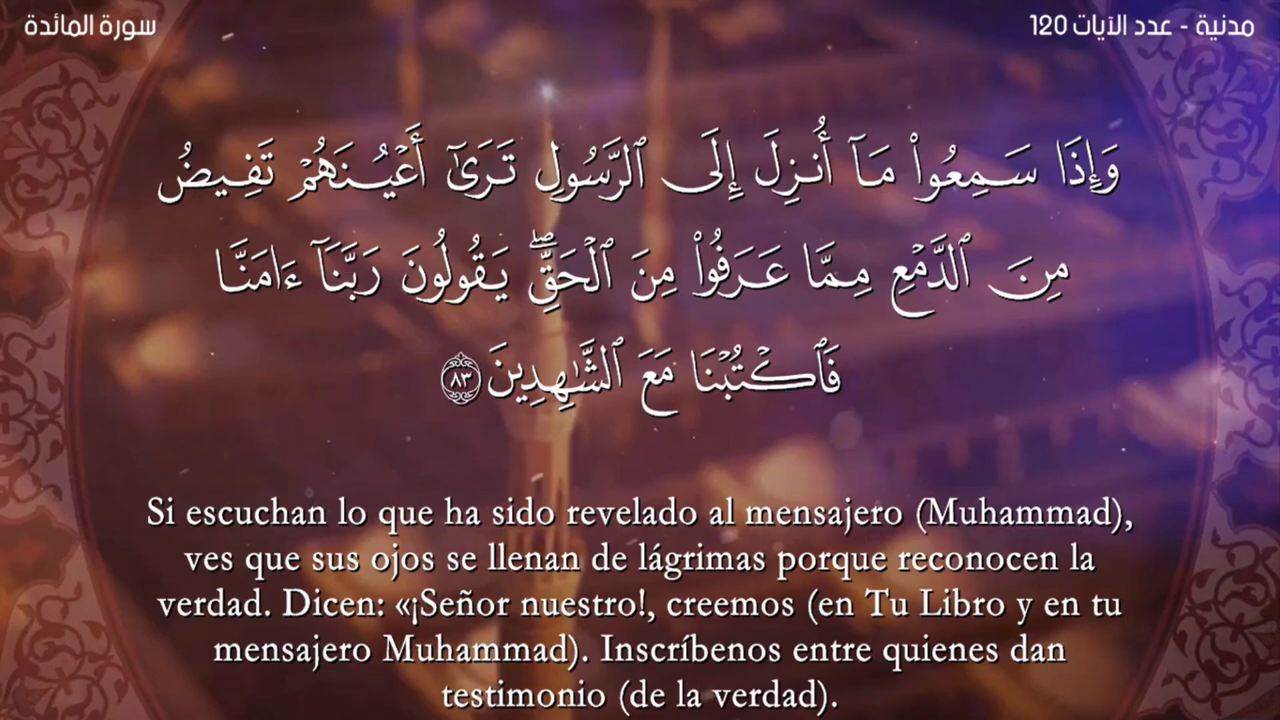 مدنية - عدد الآيات 120
سورة المائدة
وَإِذَا سَمِعُوا۟ مَآ أُنزِلَ إِلَى ٱلرَّسُولِ تَرَىٰٓ أَعْيُنَهُمْ تَفِيضُ
مِنَ ٱلدَّمْعِ مِمَّا عَرَفُوا۟ مِنَ ٱلْحَقِّ ۖ يَقُولُونَ رَبَّنَآ ءَامَنَّا
فَٱكْتُبْنَا مَعَ ٱلشَّٰهِدِينَ ٨٣
Si escuchan lo que ha sido revelado al mensajero (Muhammad),
ves que sus ojos se llenan de lágrimas porque reconocen la
verdad. Dicen: «¡Señor nuestro!, creemos (en Tu Libro y en tu
mensajero Muhammad). Inscríbenos entre quienes dan
testimonio (de la verdad).